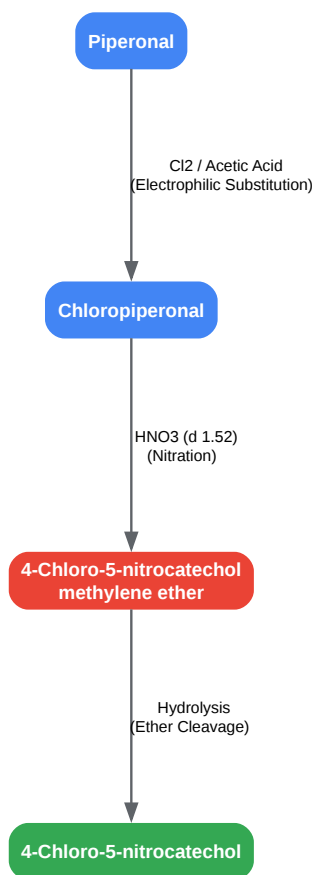 Piperonal
Cl2 / Acetic Acid
(Electrophilic Substitution)
Chloropiperonal
HNO3 (d 1.52)
(Nitration)
4-Chloro-5-nitrocatechol
methylene ether
Hydrolysis
(Ether Cleavage)
4-Chloro-5-nitrocatechol